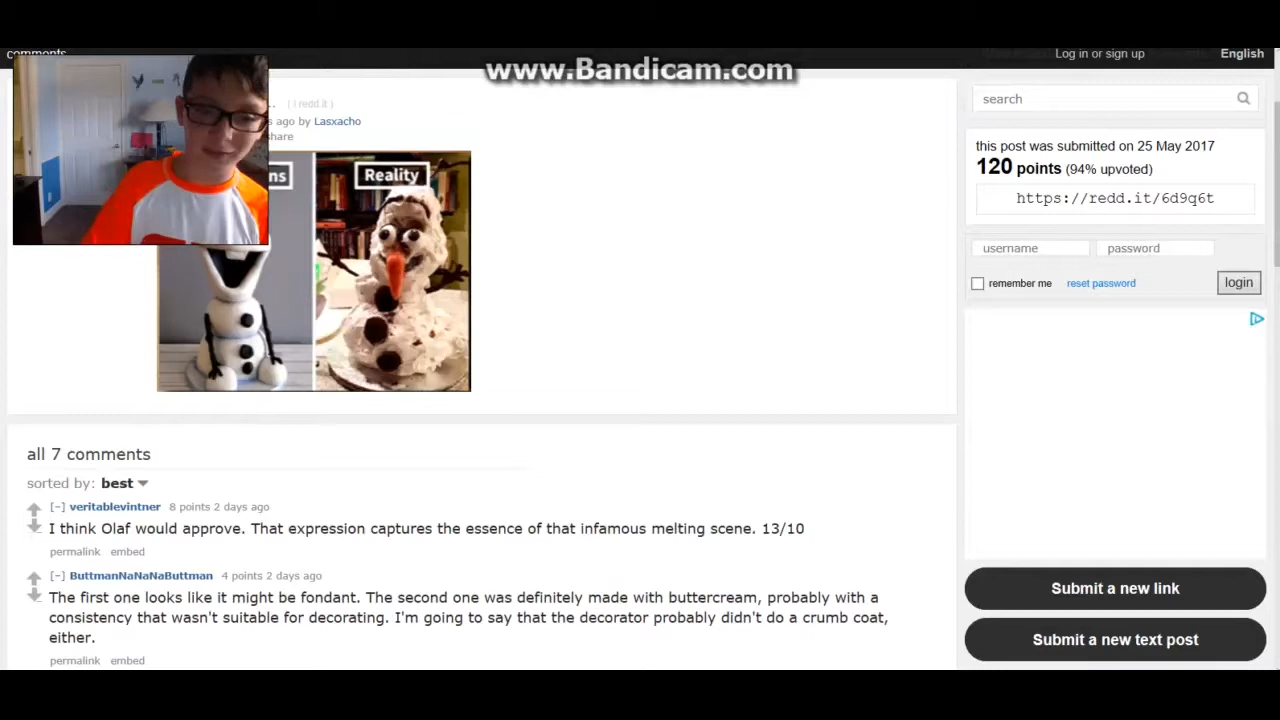 comments
Log in or sign up
English
www.Bandicam.com
.. ( i.redd.it )
search
s ago by Lasxacho
share
this post was submitted on 25 May 2017
120 points (94% upvoted)
https://redd.it/6d9q6t
ns
Reality
username
password
remember me
reset password
login
all 7 comments
sorted by: best
[-] veritablevintner 8 points 2 days ago
I think Olaf would approve. That expression captures the essence of that infamous melting scene. 13/10
permalink embed
[-] ButtmanNaNaNaButtman 4 points 2 days ago
The first one looks like it might be fondant. The second one was definitely made with buttercream, probably with a
consistency that wasn't suitable for decorating. I'm going to say that the decorator probably didn't do a crumb coat,
either.
permalink embed
Submit a new link
Submit a new text post